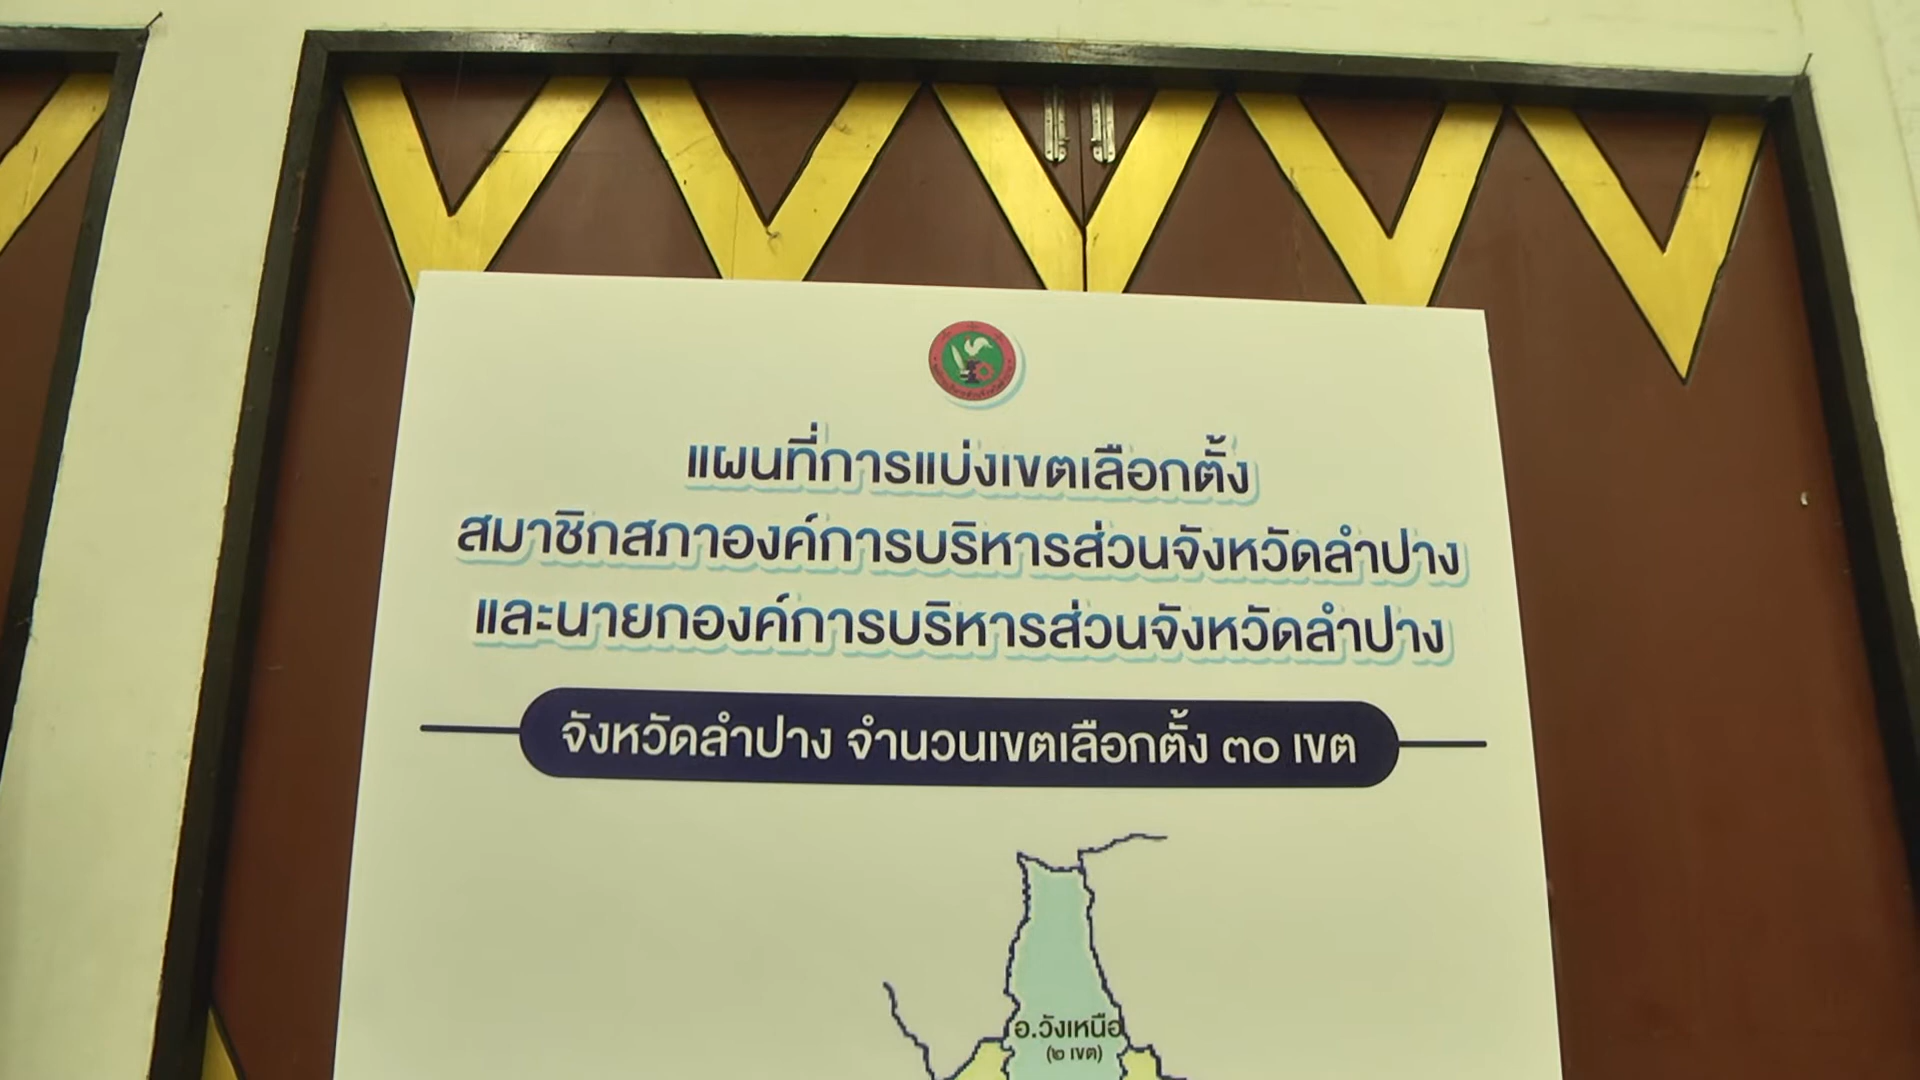 แผนที่การแบ่งเขตเลือกตั้ง
สมาชิกสภาองค์การบริหารส่วนจังหวัดลำปาง
และนายกองค์การบริหารส่วนจังหวัดลำปาง
จังหวัดลำปาง จำนวนเขตเลือกตั้ง ๓๐ เขต
อ.วังเหนือ
(๒ เขต)